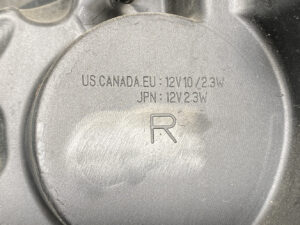 US.CANADA.EU : 12V10/2.3W
JPN : 12V2.3W
R